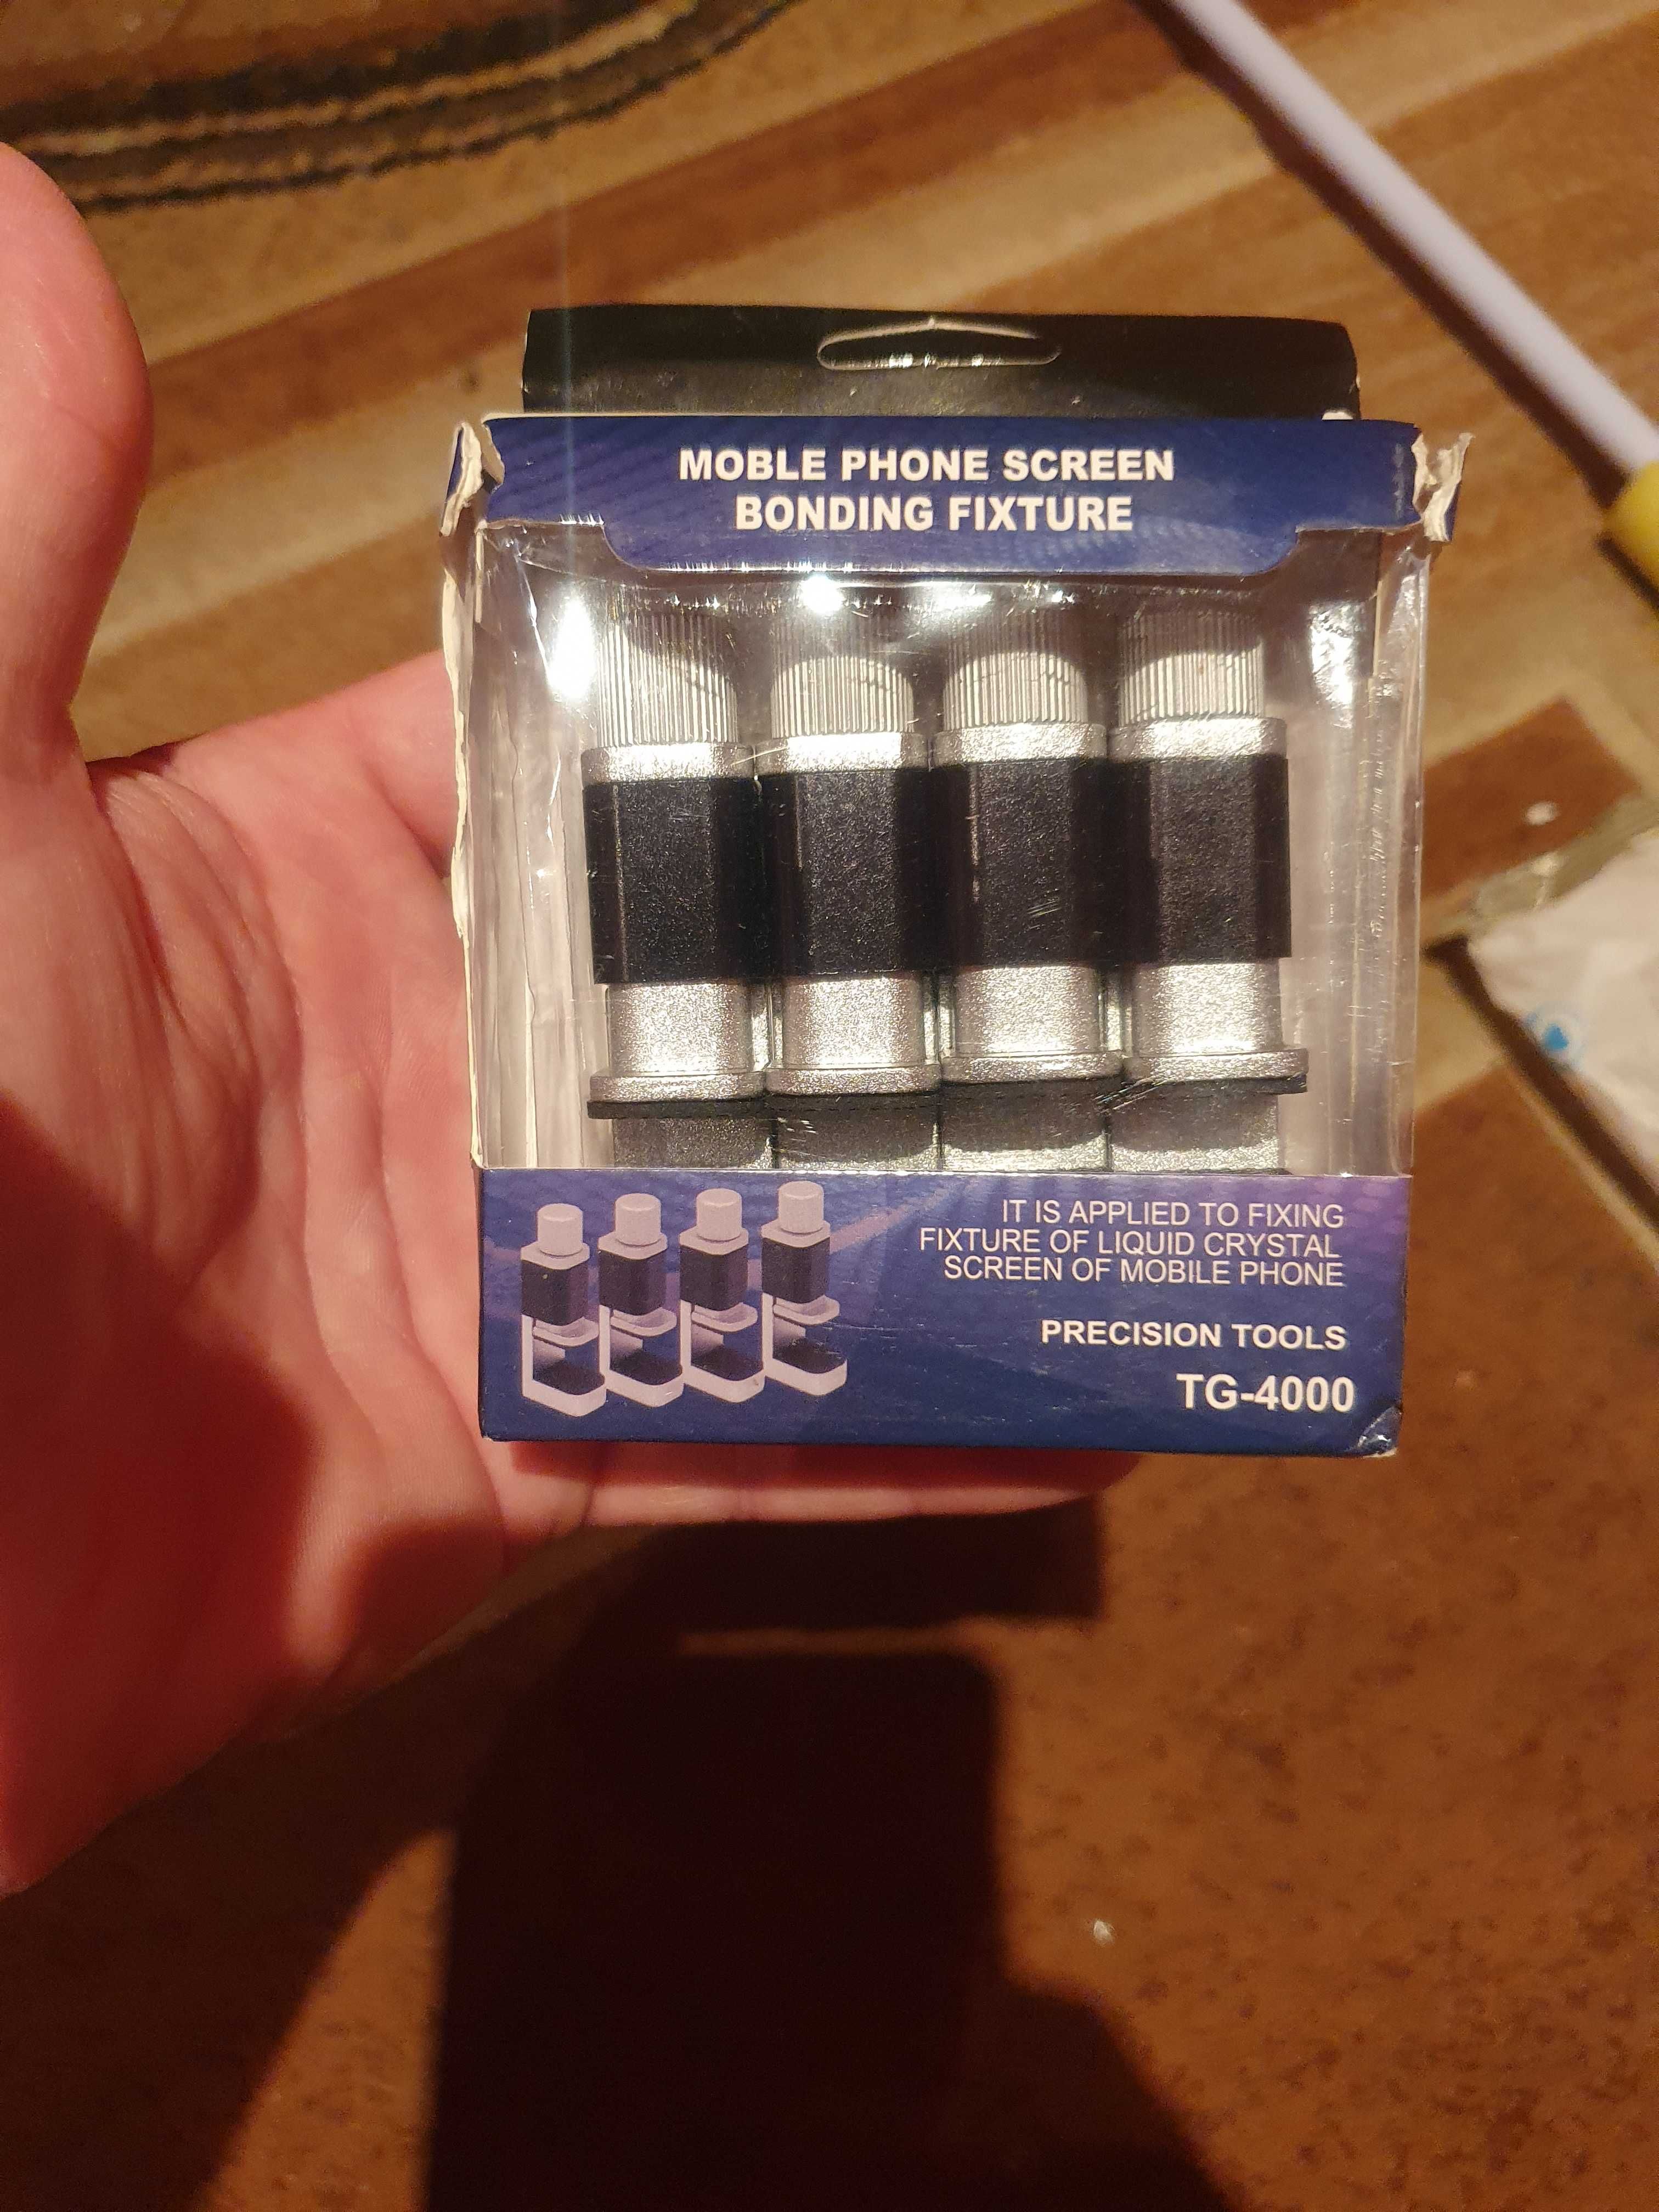 MOBLE PHONE SCREEN
BONDING FIXTURE
IT IS APPLIED TO FIXING
FIXTURE OF LIQUID CRYSTAL
SCREEN OF MOBILE PHONE
PRECISION TOOLS
TG-4000